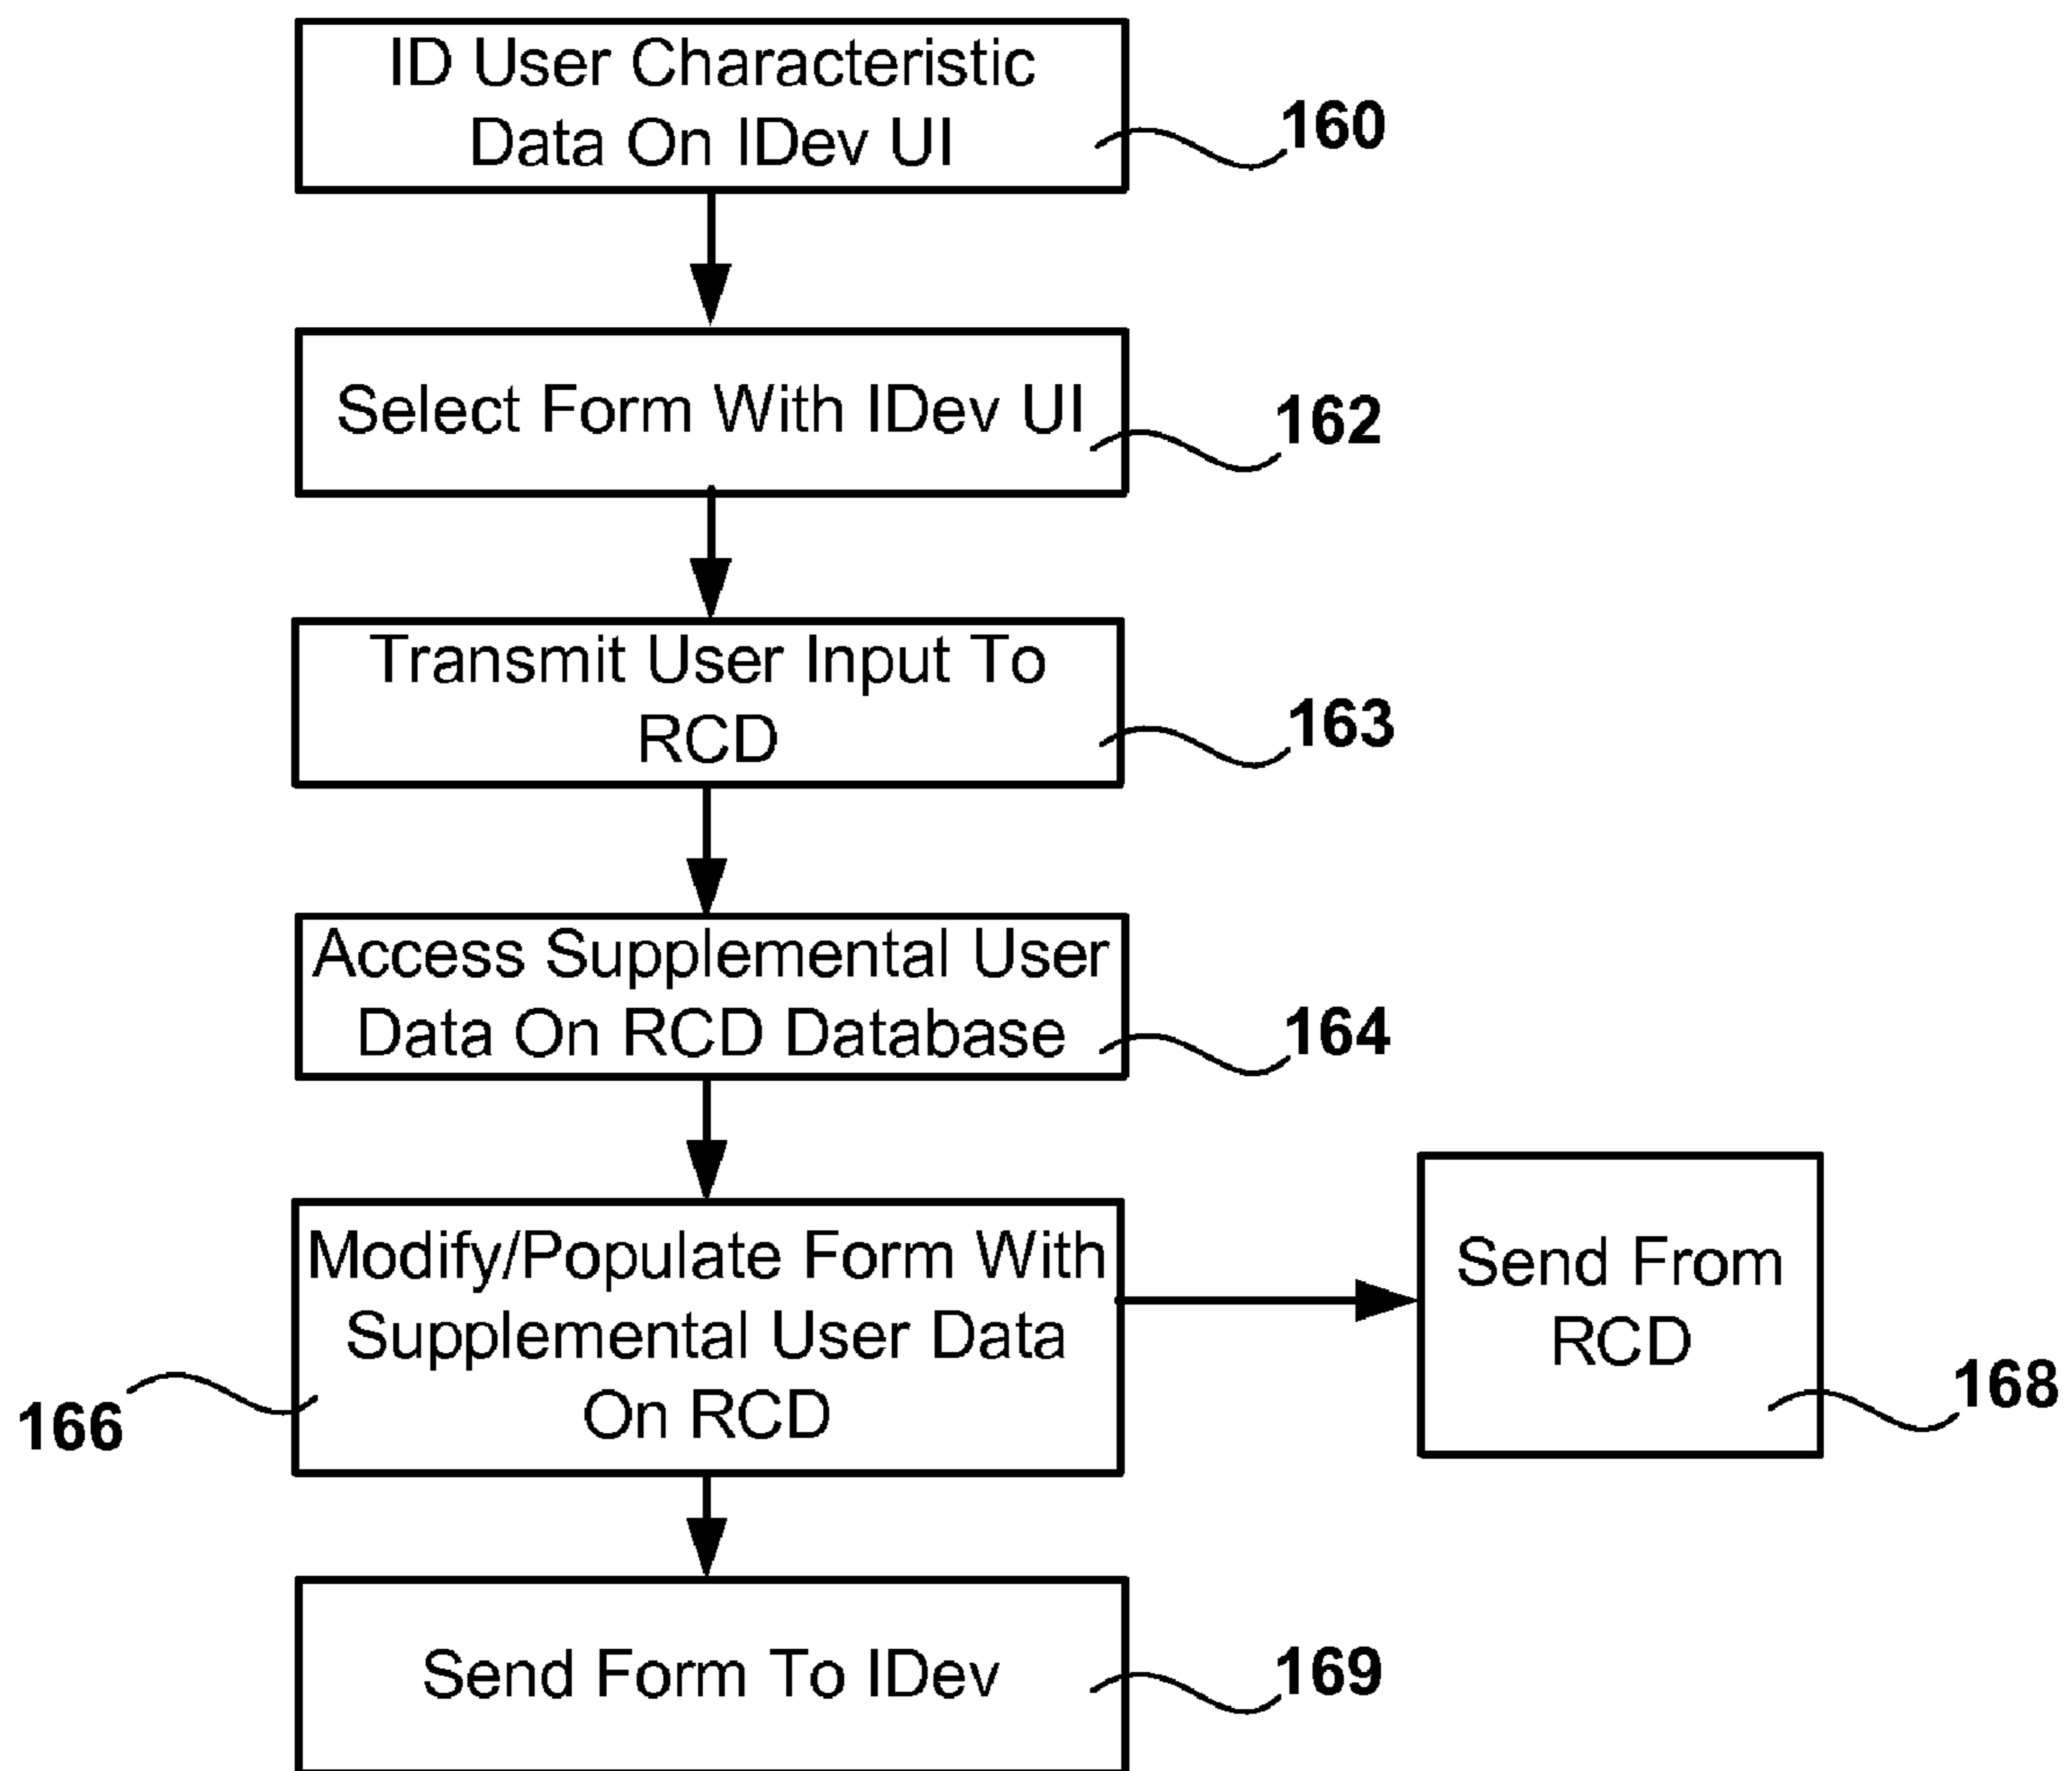 ID User Characteristic
Data On IDev UI
160
Select Form With IDev UI
162
Transmit User Input To
RCD
163
Access Supplemental User
Data On RCD Database
164
Modify/Populate Form With
Supplemental User Data
On RCD
166
Send From
RCD
168
Send Form To IDev
169